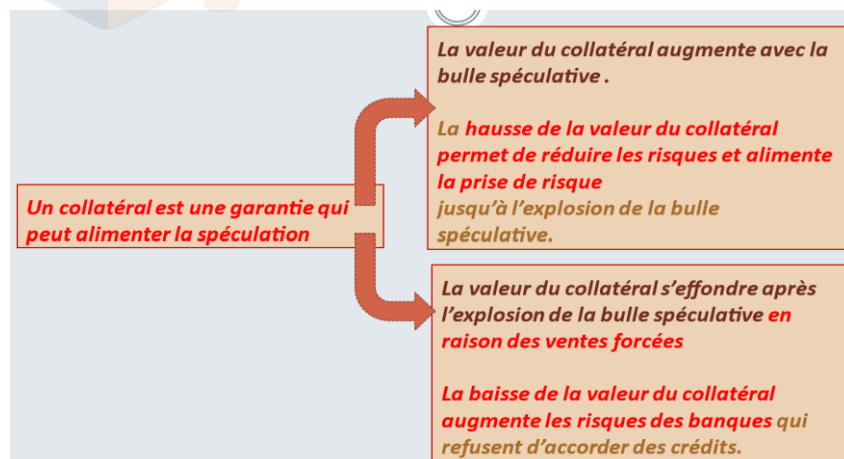 La valeur du collatéral augmente avec la
bulle spéculative .
La hausse de la valeur du collatéral
permet de réduire les risques et alimente
la prise de risque
jusqu'à l'explosion de la bulle
spéculative.
Un collatéral est une garantie qui
peut alimenter la spéculation
La valeur du collatéral s'effondre après
l'explosion de la bulle spéculative en
raison des ventes forcées
La baisse de la valeur du collatéral
augmente les risques des banques qui
refusent d'accorder des crédits.